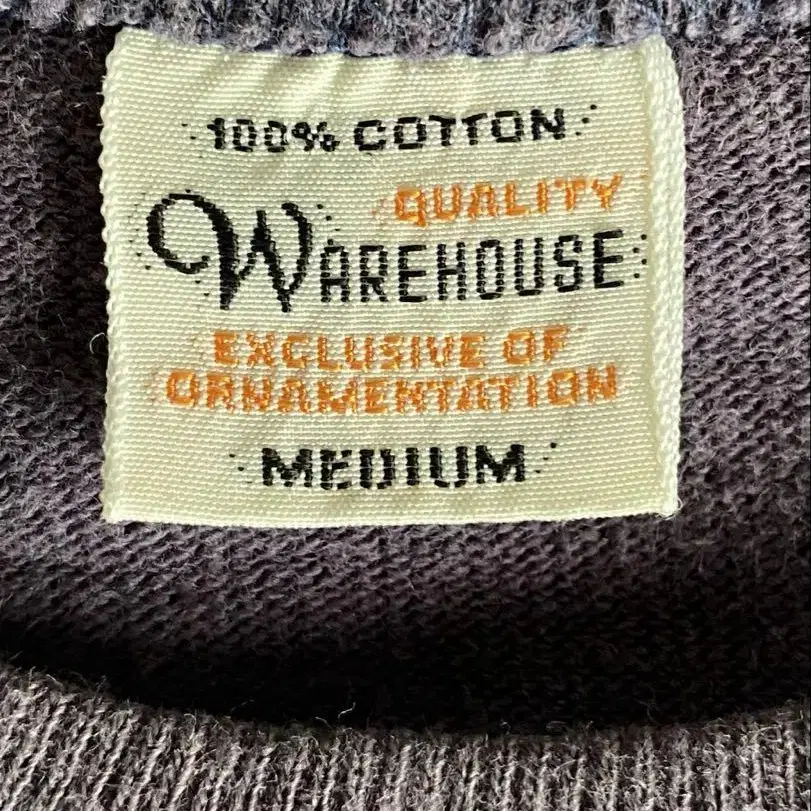 100% COTTON
QUALITY
WAREHOUSE
EXCLUSIVE OF
ORNAMENTATION
MEDIUM